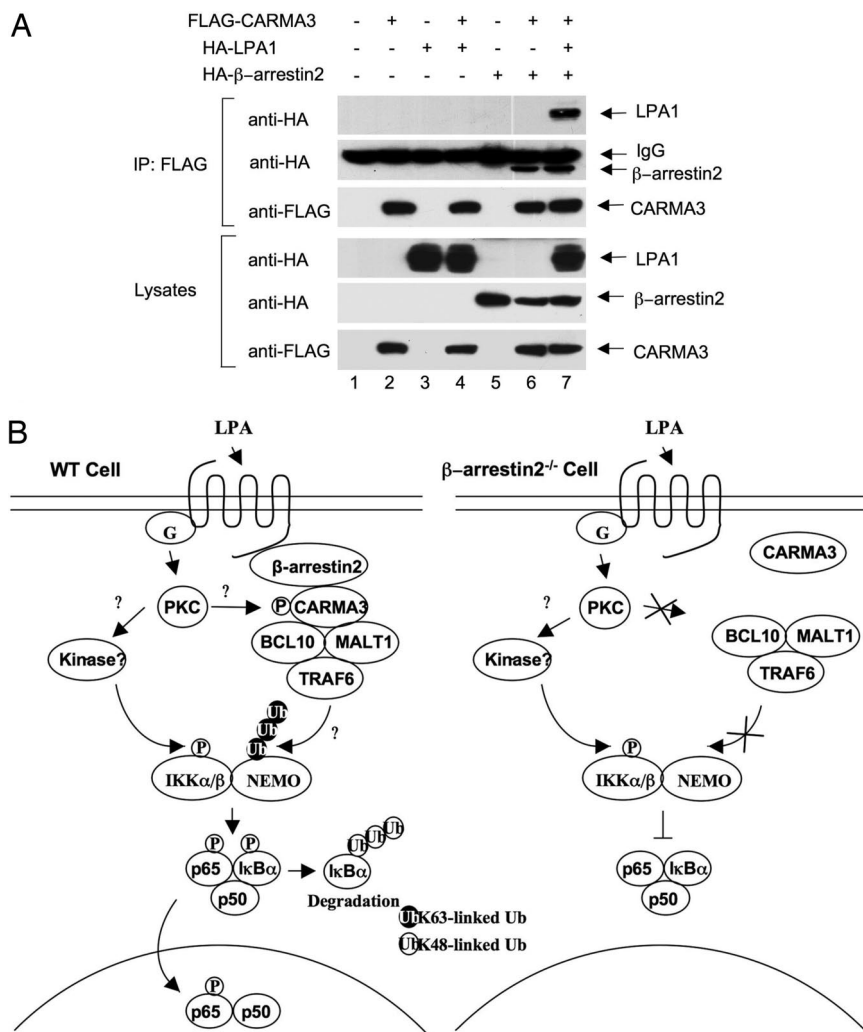 A
FLAG-CARMA3 - + - + - + +
HA-LPA1 - - + + - - +
HA-β-arrestin2 - - - - + + +
IP: FLAG
anti-HA LPA1
anti-HA IgG
β-arrestin2
anti-FLAG CARMA3
Lysates
anti-HA LPA1
anti-HA β-arrestin2
anti-FLAG CARMA3
1 2 3 4 5 6 7
B
WT Cell
LPA
G
β-arrestin2
?
?
PKC
P
CARMA3
Kinase?
BCL10
MALT1
TRAF6
Ub
Ub
Ub
?
P
IKKα/β
NEMO
P
P
p65
IκBα
p50
Ub
Ub
Ub
IκBα
Degradation
Ub K63-linked Ub
Ub K48-linked Ub
P
p65
p50
β-arrestin2-/- Cell
LPA
G
CARMA3
?
PKC
Kinase?
BCL10
MALT1
TRAF6
P
IKKα/β
NEMO
p65
IκBα
p50